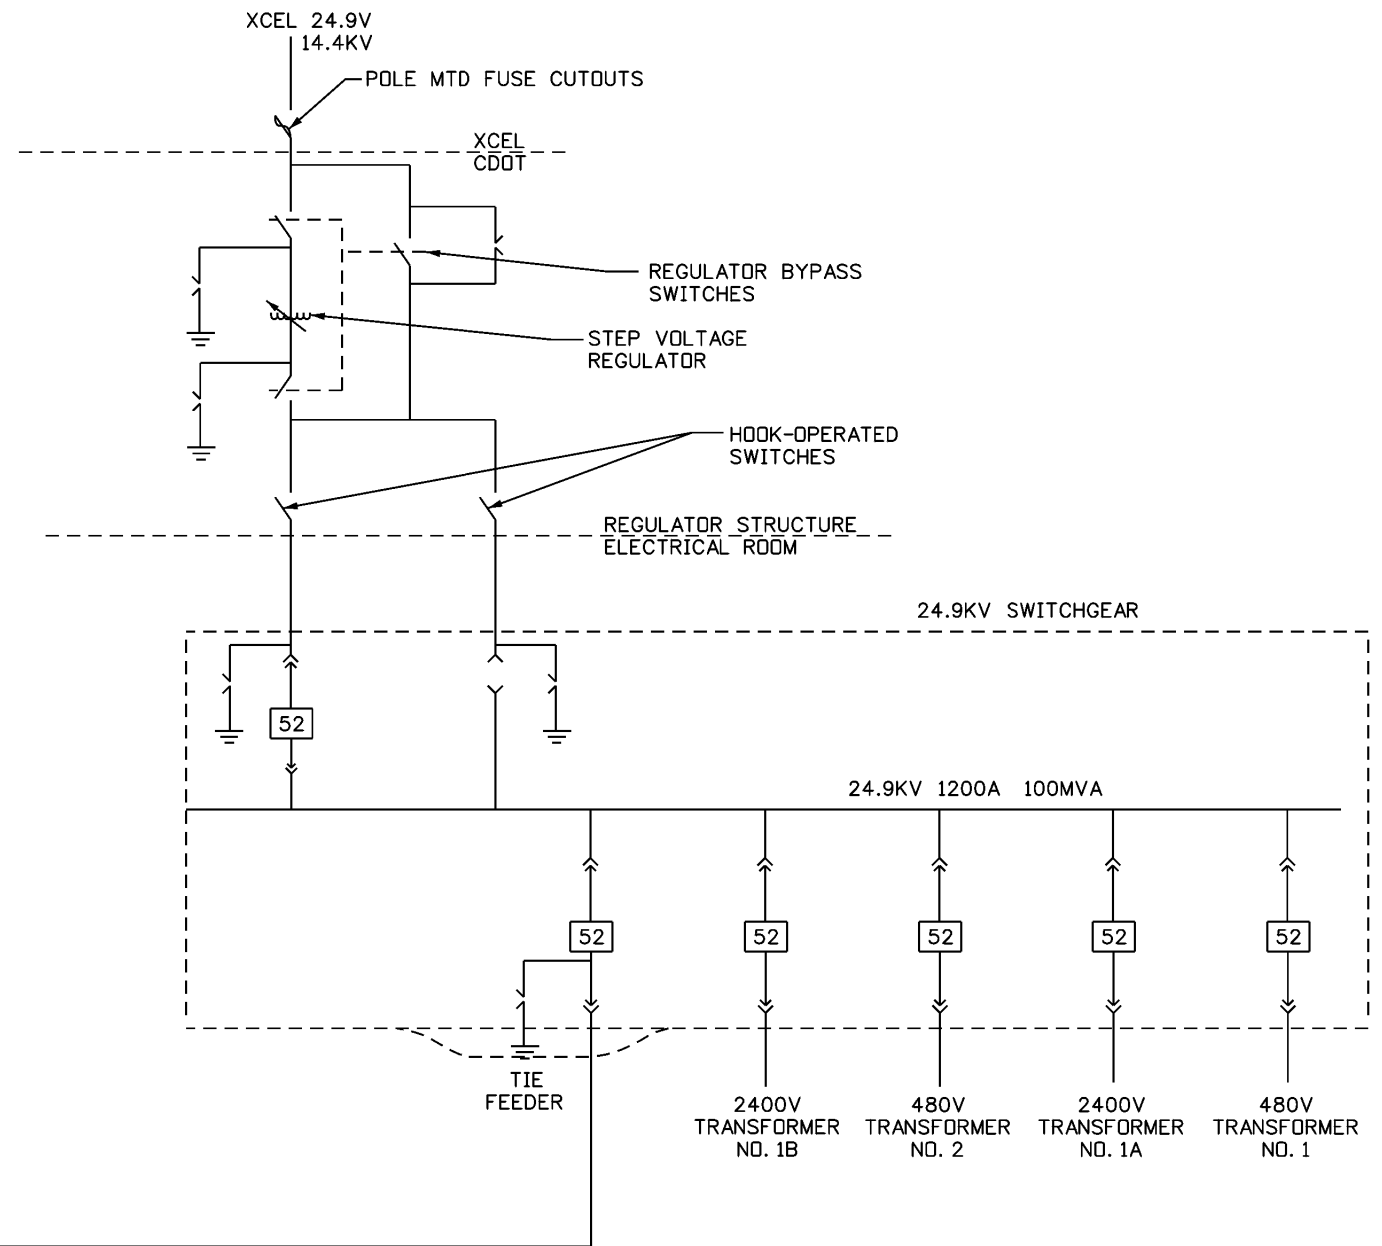 XCEL 24.9V
14.4KV
POLE MTD FUSE CUTOUTS
XCEL
CDOT
REGULATOR BYPASS
SWITCHES
STEP VOLTAGE
REGULATOR
HOOK-OPERATED
SWITCHES
REGULATOR STRUCTURE
ELECTRICAL ROOM
24.9KV SWITCHGEAR
52
24.9KV 1200A 100MVA
52
52
52
52
52
TIE
FEEDER
2400V
TRANSFORMER
NO. 1B
480V
TRANSFORMER
NO. 2
2400V
TRANSFORMER
NO. 1A
480V
TRANSFORMER
NO. 1